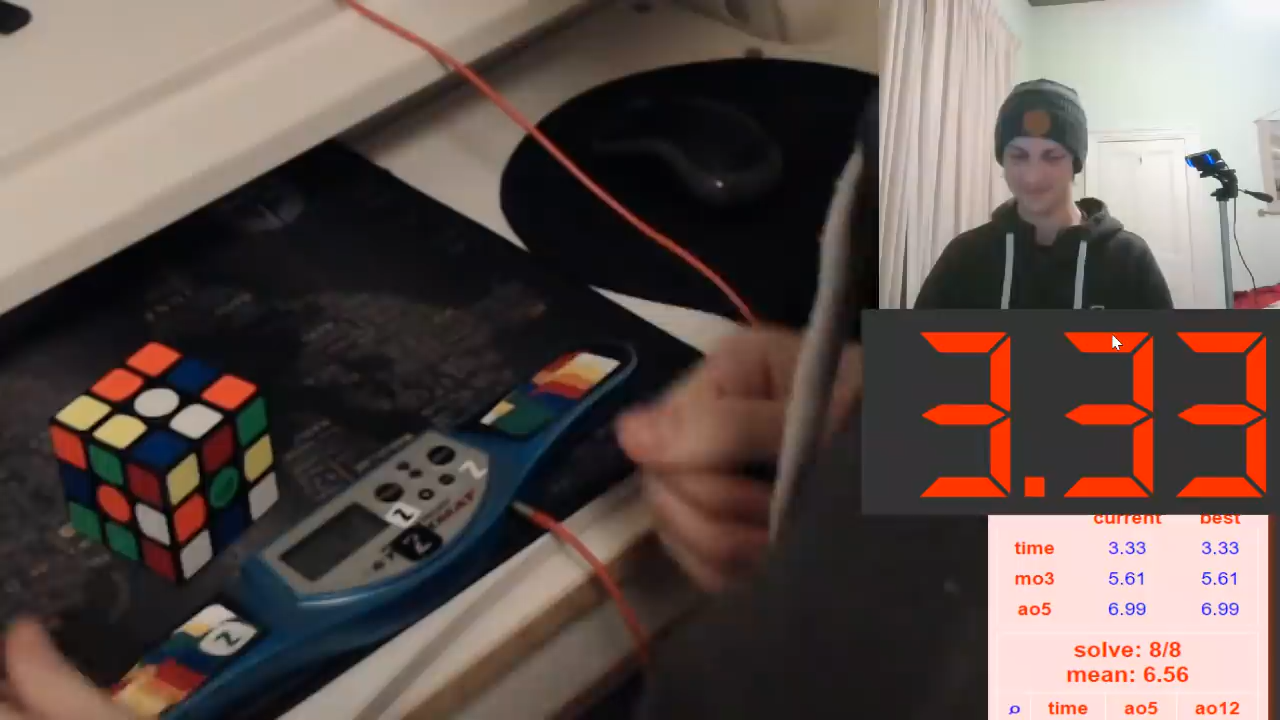 3.33
current best
time 3.33 3.33
mo3 5.61 5.61
ao5 6.99 6.99
solve: 8/8
mean: 6.56
time ao5 ao12
Z
Z
Z
Z